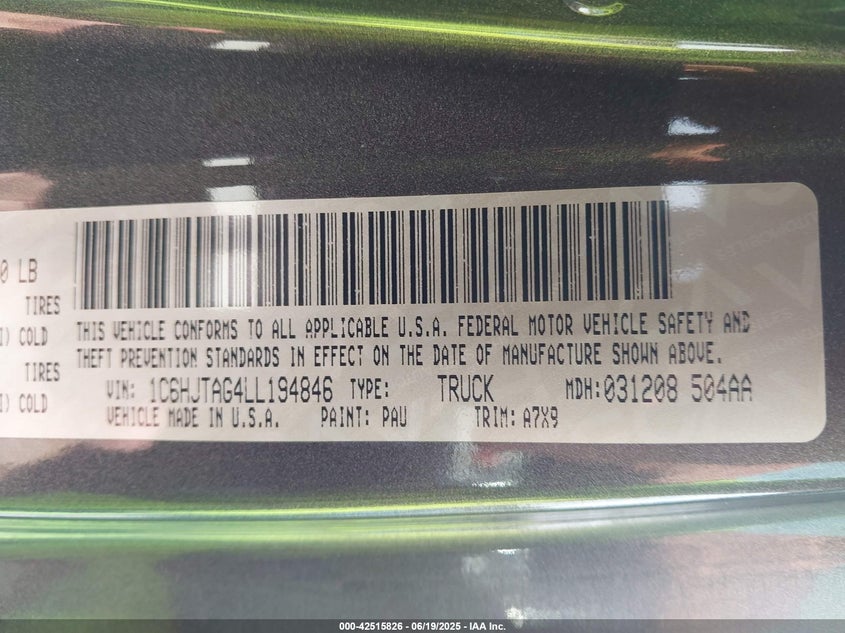 0 LB
TIRES
I) COLD
TIRES
I) COLD
THIS VEHICLE CONFORMS TO ALL APPLICABLE U.S.A. FEDERAL MOTOR VEHICLE SAFETY AND
THEFT PREVENTION STANDARDS IN EFFECT ON THE DATE OF MANUFACTURE SHOWN ABOVE.
VIN: 1C6HJTAG4LL194846 TYPE: TRUCK MDH:031208 504AA
VEHICLE MADE IN U.S.A. PAINT: PAU TRIM: A7X9
000-42515826 - 06/19/2025 - IAA Inc.